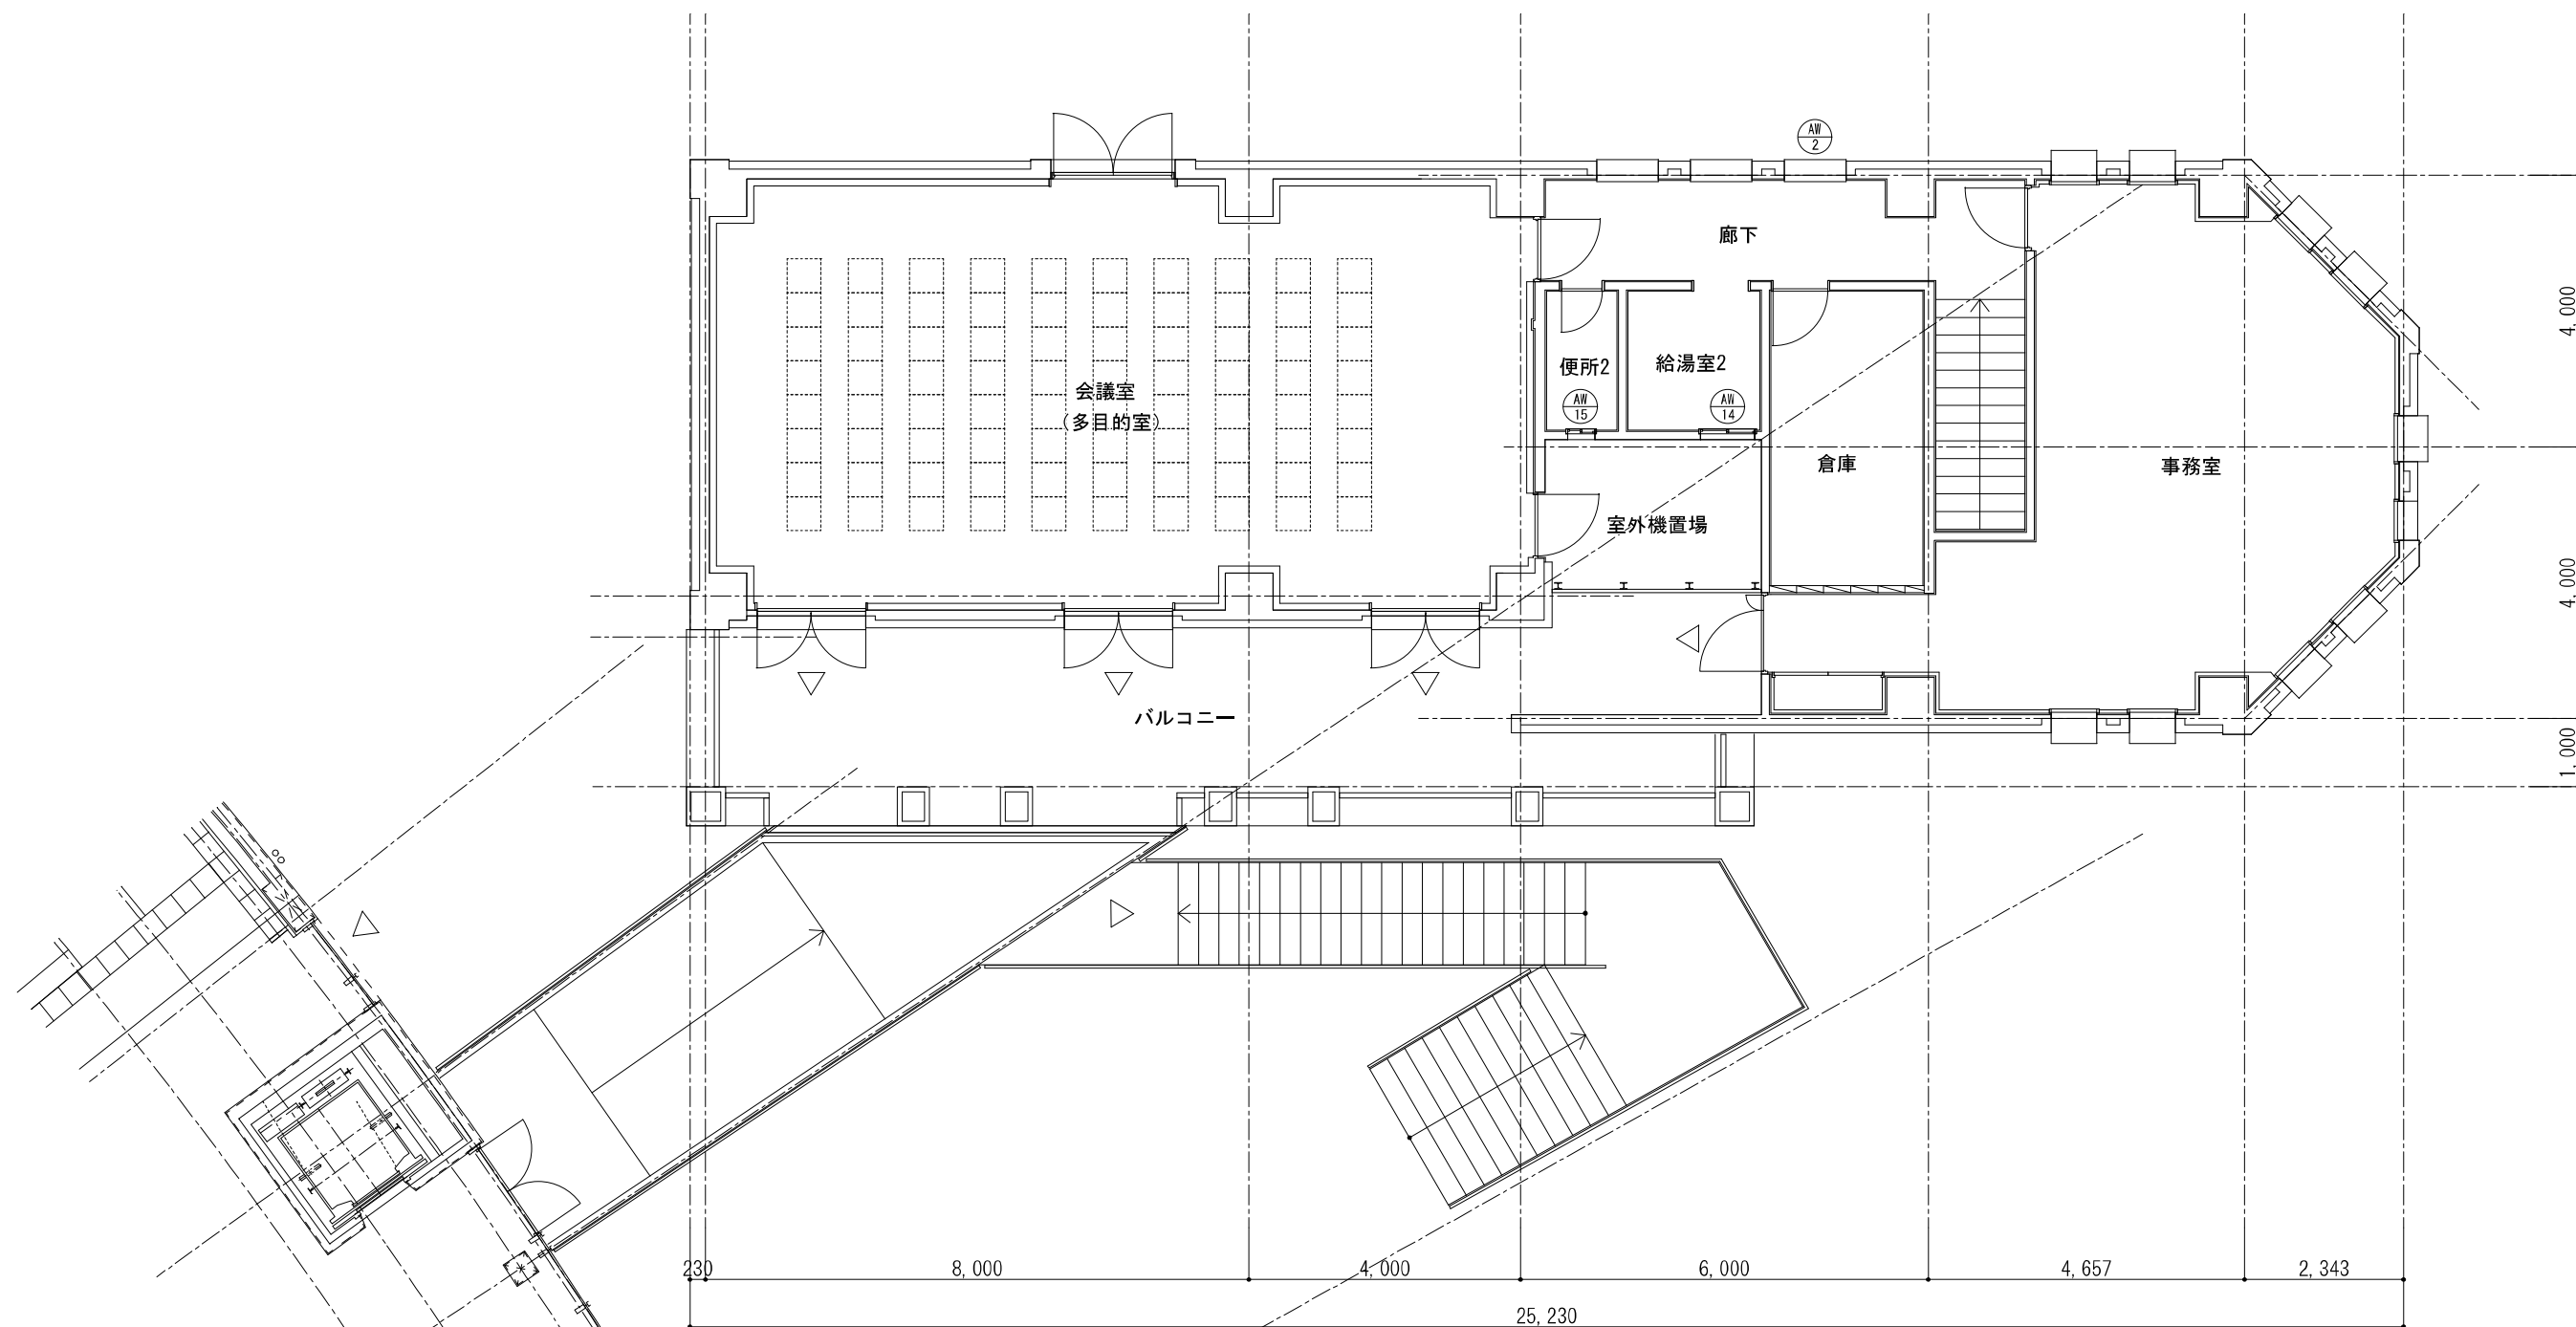 AW
2
廊下
4,000
便所2
給湯室2
会議室
(多目的室)
AW
15
AW
14
倉庫
事務室
室外機置場
4,000
バルコニー
1,000
230
8,000
4,000
6,000
4,657
2,343
25,230